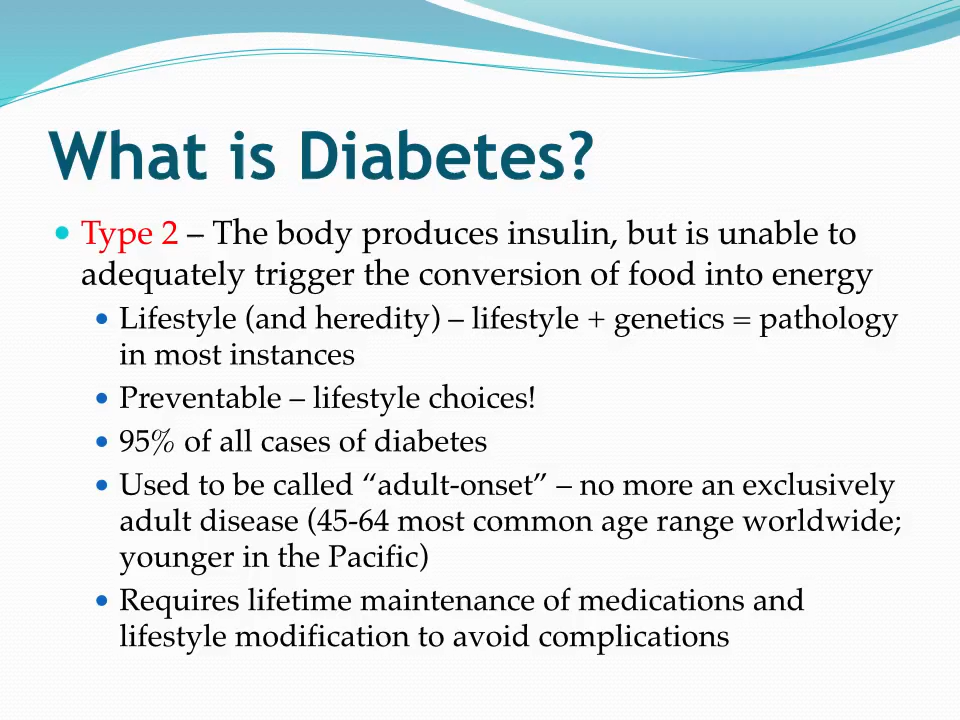 What is Diabetes?
• Type 2 – The body produces insulin, but is unable to
adequately trigger the conversion of food into energy
• Lifestyle (and heredity) – lifestyle + genetics = pathology
in most instances
• Preventable – lifestyle choices!
• 95% of all cases of diabetes
• Used to be called “adult-onset” – no more an exclusively
adult disease (45-64 most common age range worldwide;
younger in the Pacific)
• Requires lifetime maintenance of medications and
lifestyle modification to avoid complications